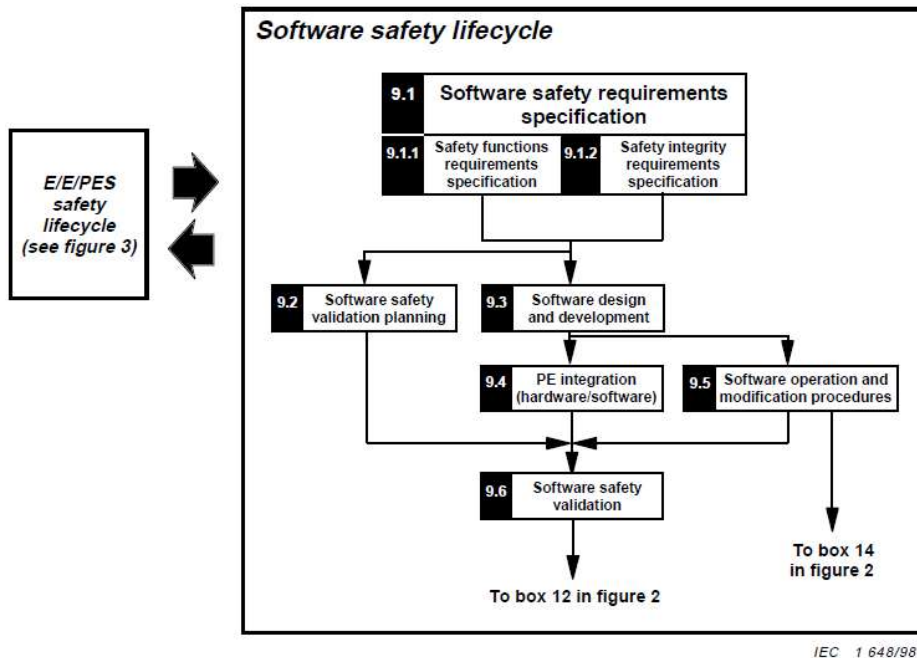 Software safety lifecycle
9.1
Software safety requirements
specification
9.1.1
Safety functions
requirements
specification
9.1.2
Safety integrity
requirements
specification
E/E/PES
safety
lifecycle
(see figure 3)
9.2
Software safety
validation planning
9.3
Software design
and development
9.4
PE integration
(hardware/software)
9.5
Software operation and
modification procedures
9.6
Software safety
validation
To box 14
in figure 2
To box 12 in figure 2
IEC 1 648/98